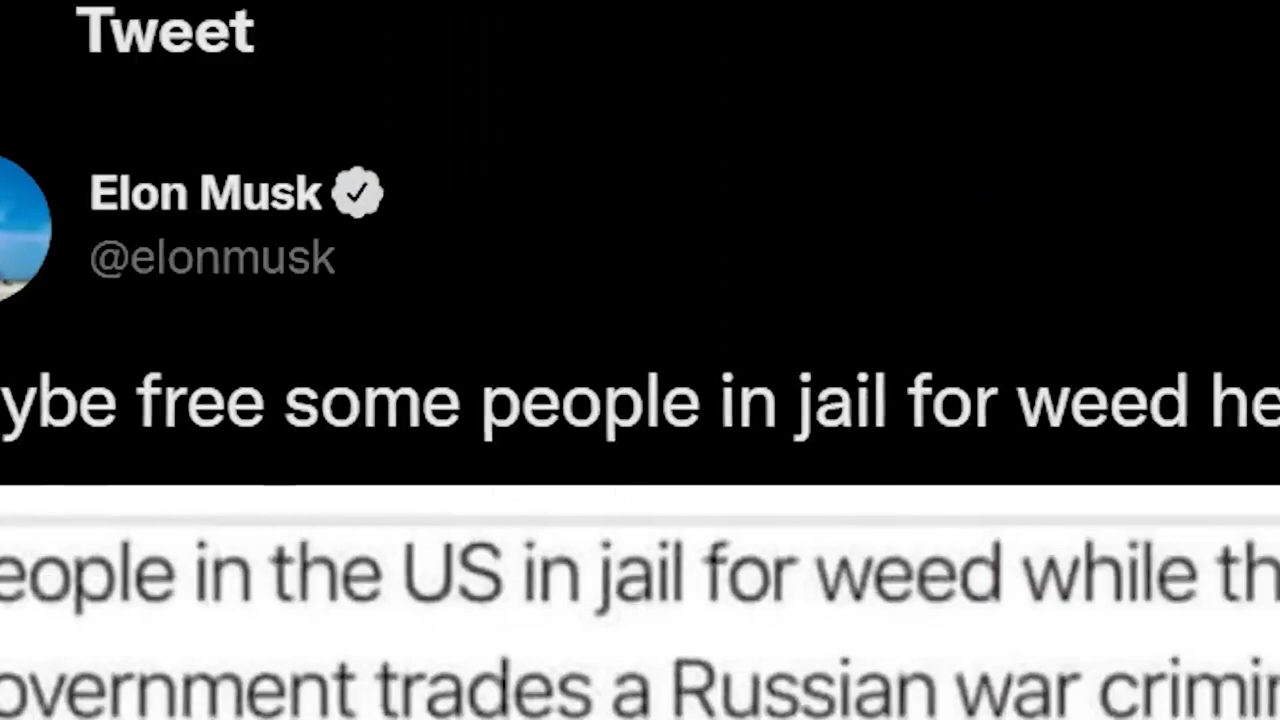 Tweet
Elon Musk
@elonmusk
ybe free some people in jail for weed he
eople in the US in jail for weed while th
overnment trades a Russian war crimin